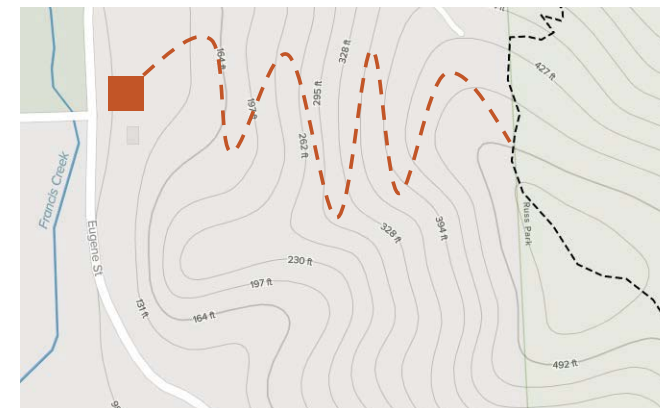 164 ft
328 ft
427 ft
295 ft
197 ft
262 ft
Francis Creek
Eugene St
328 ft
394 ft
Russ Park
230 ft
197 ft
131 ft
164 ft
492 ft